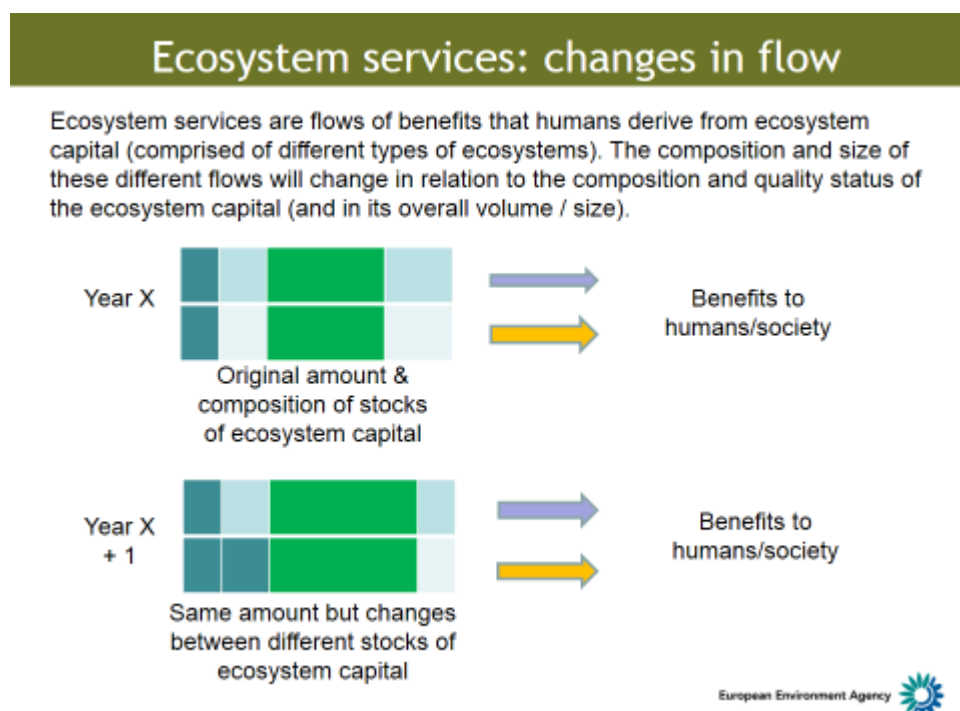 Ecosystem services: changes in flow
Ecosystem services are flows of benefits that humans derive from ecosystem
capital (comprised of different types of ecosystems). The composition and size of
these different flows will change in relation to the composition and quality status of
the ecosystem capital (and in its overall volume / size).
Year X
Benefits to
humans/society
Original amount &
composition of stocks
of ecosystem capital
Year X
+ 1
Benefits to
humans/society
Same amount but changes
between different stocks of
ecosystem capital
European Environment Agency